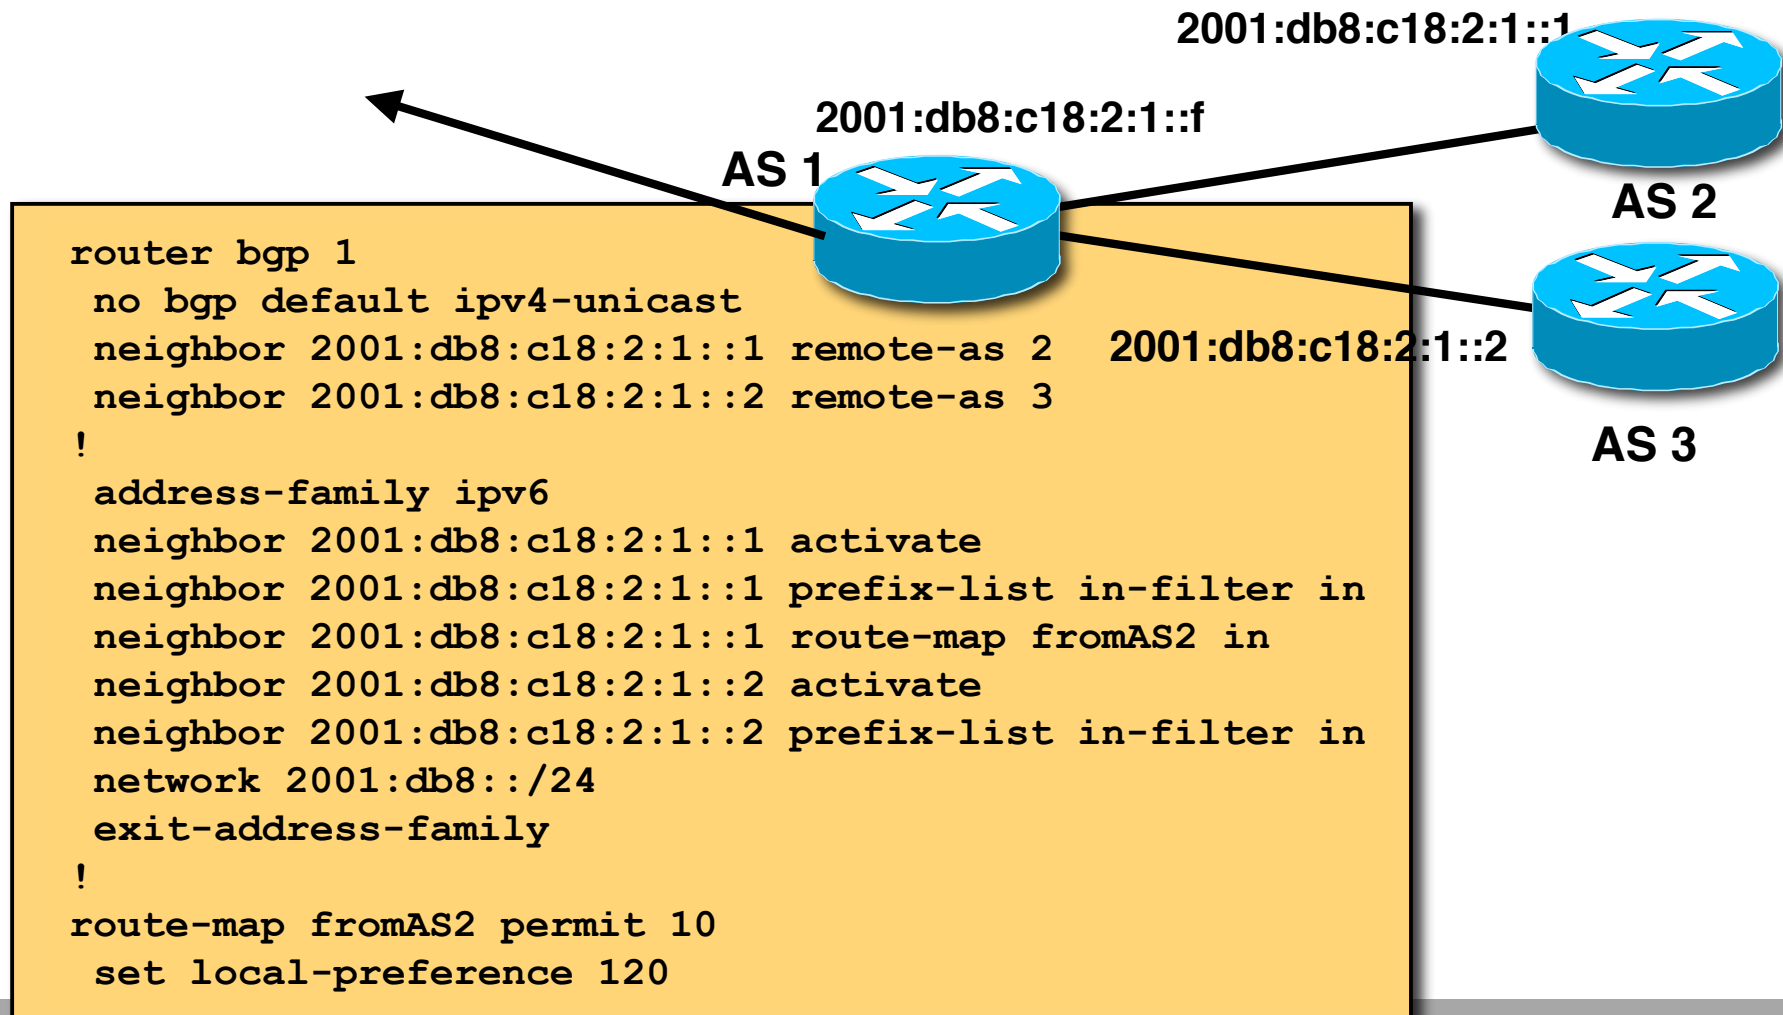 2001:db8:c18:2:1::1
2001:db8:c18:2:1::f
AS 1
AS 2
router bgp 1
no bgp default ipv4-unicast
neighbor 2001:db8:c18:2:1::1 remote-as 2
2001:db8:c18:2:1::2
neighbor 2001:db8:c18:2:1::2 remote-as 3
!
AS 3
address-family ipv6
neighbor 2001:db8:c18:2:1::1 activate
neighbor 2001:db8:c18:2:1::1 prefix-list in-filter in
neighbor 2001:db8:c18:2:1::1 route-map fromAS2 in
neighbor 2001:db8:c18:2:1::2 activate
neighbor 2001:db8:c18:2:1::2 prefix-list in-filter in
network 2001:db8::/24
exit-address-family
!
route-map fromAS2 permit 10
set local-preference 120